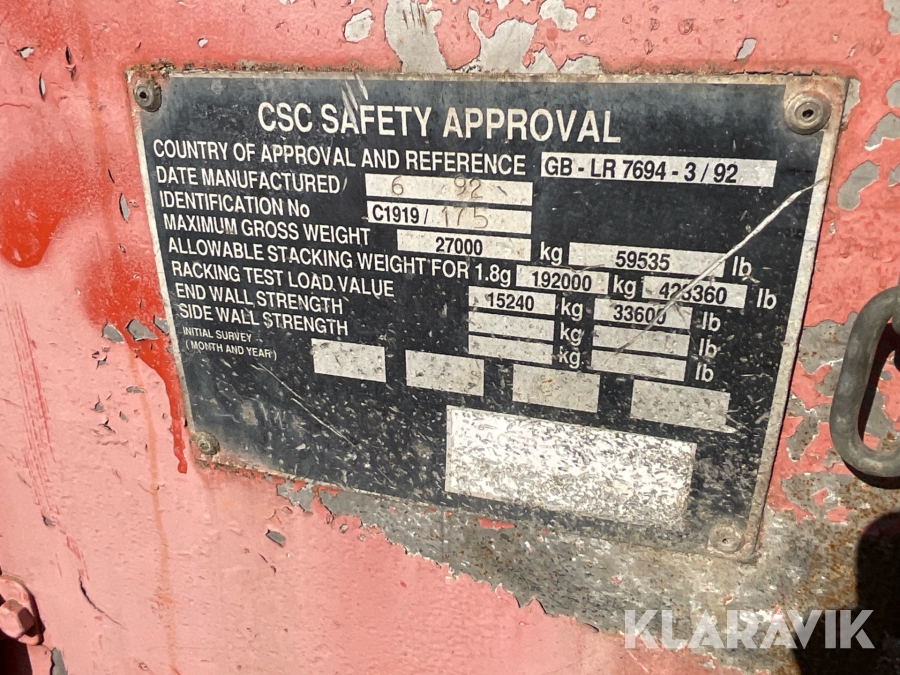 CSC SAFETY APPROVAL
COUNTRY OF APPROVAL AND REFERENCE GB - LR 7694 - 3 / 92
DATE MANUFACTURED 6 92
IDENTIFICATION No C1919 / 175
MAXIMUM GROSS WEIGHT 27000 kg 59535 lb
ALLOWABLE STACKING WEIGHT FOR 1.8g 192000 kg 423360 lb
RACKING TEST LOAD VALUE 15240 kg 33600 lb
END WALL STRENGTH kg lb
SIDE WALL STRENGTH kg lb
INITIAL SURVEY
( MONTH AND YEAR )
KLARAVIK